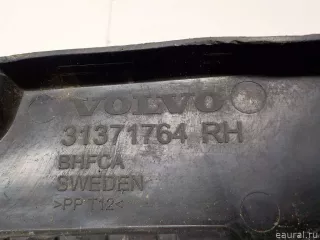 VOLVO
31371764 RH
BHFCA
SWEDEN
>PP T12<
eaural.ru